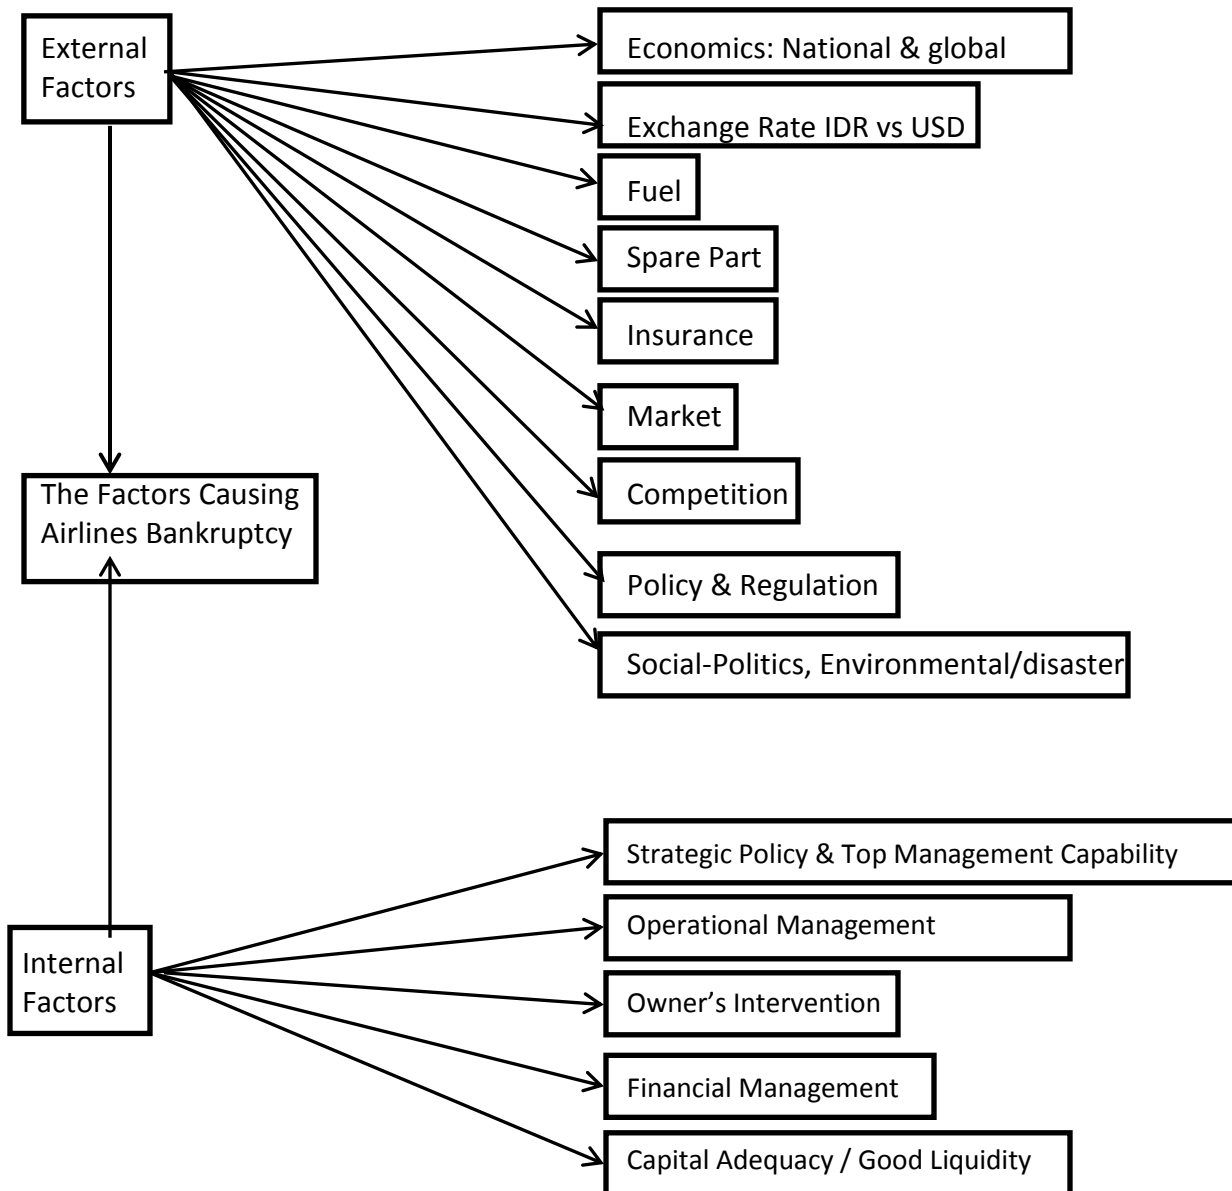 External
Factors
Economics: National & global
Exchange Rate IDR vs USD
Fuel
Spare Part
Insurance
Market
Competition
Policy & Regulation
Social-Politics, Environmental/disaster
The Factors Causing
Airlines Bankruptcy
Internal
Factors
Strategic Policy & Top Management Capability
Operational Management
Owner’s Intervention
Financial Management
Capital Adequacy / Good Liquidity